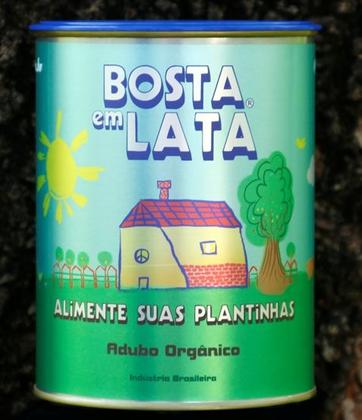 BOSTA
em LATA®
ALiMENTE SUAS PLANTiNHAS
Adubo Orgânico
Indústria Brasileira